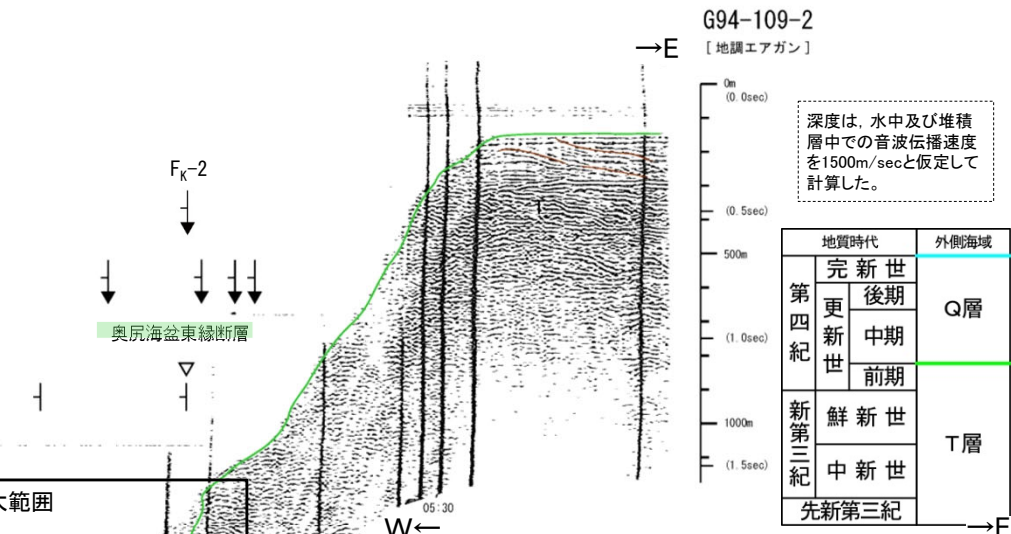 G94-109-2
→E
[ 地調エアガン ]
0m
(0.0sec)
深度は，水中及び堆積
層中での音波伝播速度
を1500m/secと仮定して
計算した。
FK-2
T
(0.5sec)
500m
奥尻海盆東縁断層
(1.0sec)
1000m
(1.5sec)
地質時代 外側海域
第四紀 完新世
更新世 後期 Q層
中期
前期
新第三紀 鮮新世 T層
中新世
先新第三紀
大範囲
05:30
W←
→E